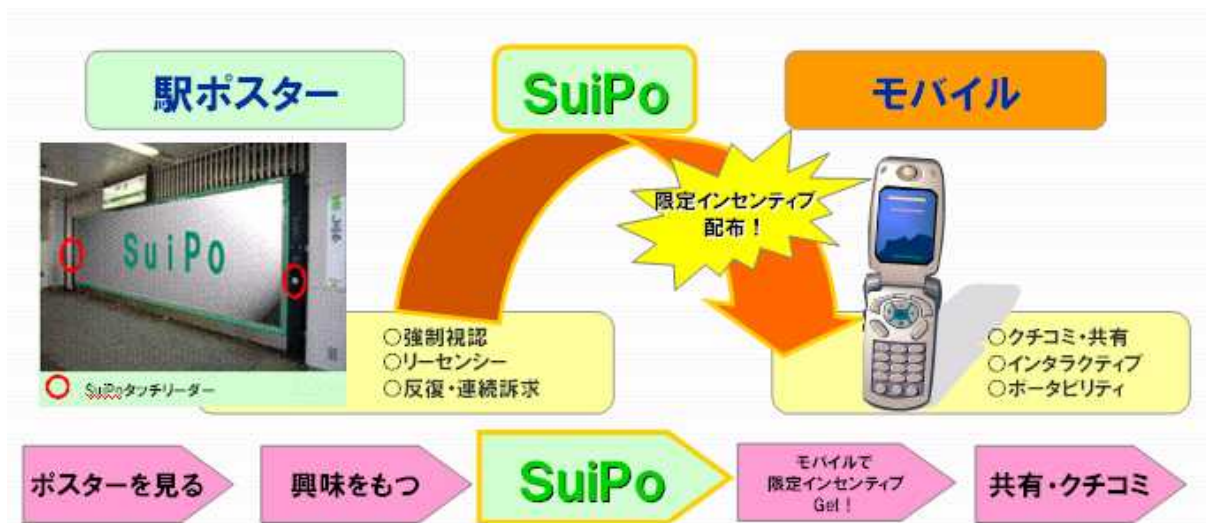 駅ポスター
SuiPo
モバイル
限定インセンティブ
配布！
SuiPo
○強制視認
○リーセンシー
○反復・連続訴求
SuiPoタッチリーダー
○クチコミ・共有
○インタラクティブ
○ポータビリティ
ポスターを見る
興味をもつ
SuiPo
モバイルで
限定インセンティブ
Get！
共有・クチコミ